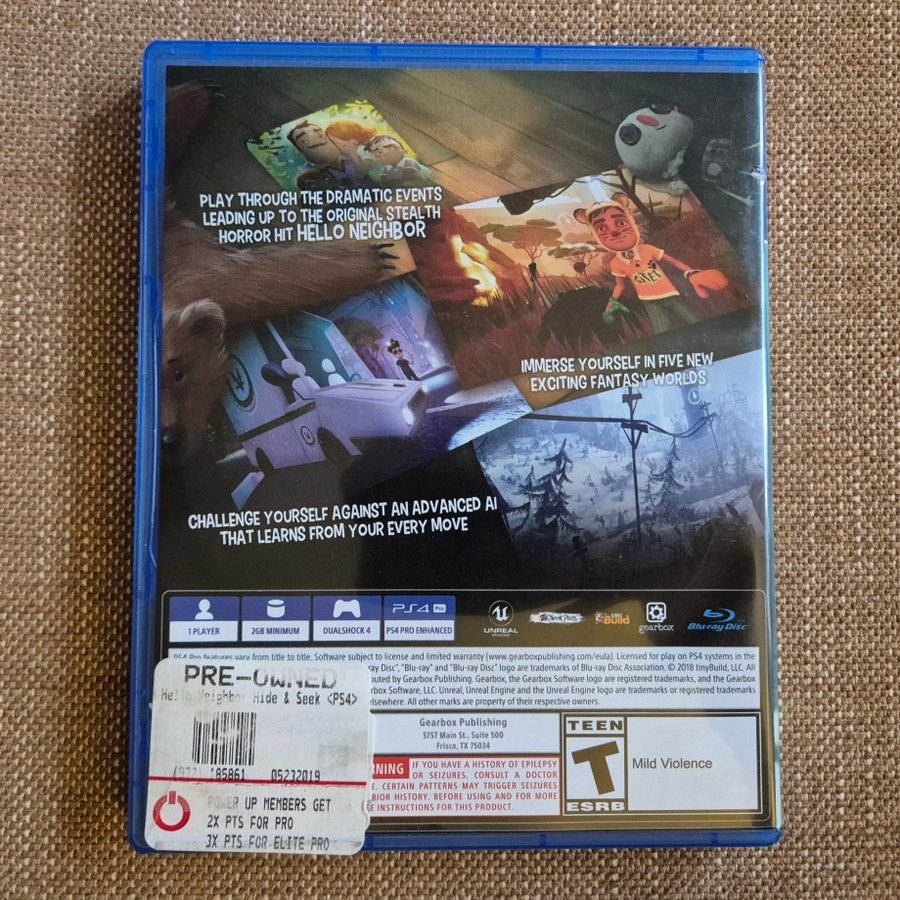 PLAY THROUGH THE DRAMATIC EVENTS
LEADING UP TO THE ORIGINAL STEALTH
HORROR HIT HELLO NEIGHBOR
GREY
IMMERSE YOURSELF IN FIVE NEW
EXCITING FANTASY WORLDS
CHALLENGE YOURSELF AGAINST AN ADVANCED AI
THAT LEARNS FROM YOUR EVERY MOVE
1 PLAYER
2GB MINIMUM
DUALSHOCK 4
PS4 Pro
PS4 PRO ENHANCED
UNREAL
ENGINE
Build
gearbox
Blu-ray Disc
PS4 Pro features vary from title to title. Software subject to license and limited warranty (www.gearboxpublishing.com/eula). Licensed for play on PS4 systems in the
ray Disc", "Blu-ray" and "Blu-ray Disc" logo are trademarks of Blu-ray Disc Association. © 2018 tinyBuild, LLC. All
buted by Gearbox Publishing. Gearbox, the Gearbox Software logo are registered trademarks, and the Gearbox
rbox Software, LLC. Unreal, Unreal Engine and the Unreal Engine logo are trademarks or registered trademarks
elsewhere. All other marks are property of their respective owners.
PRE-OWNED
Hello Neighbor Hide & Seek <PS4>
185861 05232019
POWER UP MEMBERS GET
2X PTS FOR PRO
3X PTS FOR ELITE PRO
Gearbox Publishing
5757 Main St., Suite 500
Frisco, TX 75034
RNING IF YOU HAVE A HISTORY OF EPILEPSY
OR SEIZURES, CONSULT A DOCTOR
E. CERTAIN PATTERNS MAY TRIGGER SEIZURES
RIOR HISTORY. BEFORE USING AND FOR MORE
E INSTRUCTIONS FOR THIS PRODUCT.
TEEN
T
ESRB
Mild Violence